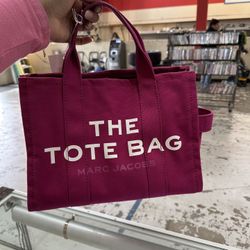 THE
TOTE BAG
MARC JACOBS